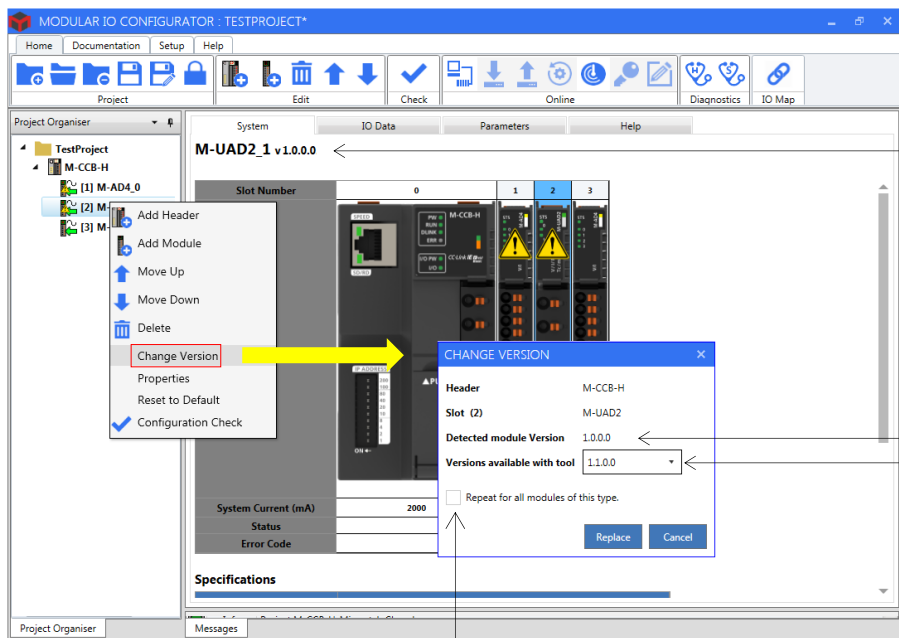 MODULAR IO CONFIGURATOR : TESTPROJECT*
Home Documentation Setup Help
Project Edit Check Online Diagnostics IO Map
Project Organiser
TestProject
M-CCB-H
[1] M-AD4_0
[2] M-
[3] M-
Add Header
Add Module
Move Up
Move Down
Delete
Change Version
Properties
Reset to Default
Configuration Check
System IO Data Parameters Help
M-UAD2_1 v 1.0.0.0
Slot Number 0 1 2 3
SPEED
M-CCB-H
PW
RUN
DLINK
ERR
I/O PW
I/O
CC-Link IE
IP ADDRESS
ON
CHANGE VERSION
Header M-CCB-H
Slot (2) M-UAD2
Detected module Version 1.0.0.0
Versions available with tool 1.1.0.0
Repeat for all modules of this type.
Replace Cancel
System Current (mA) 2000
Status
Error Code
Specifications
Project Organiser Messages